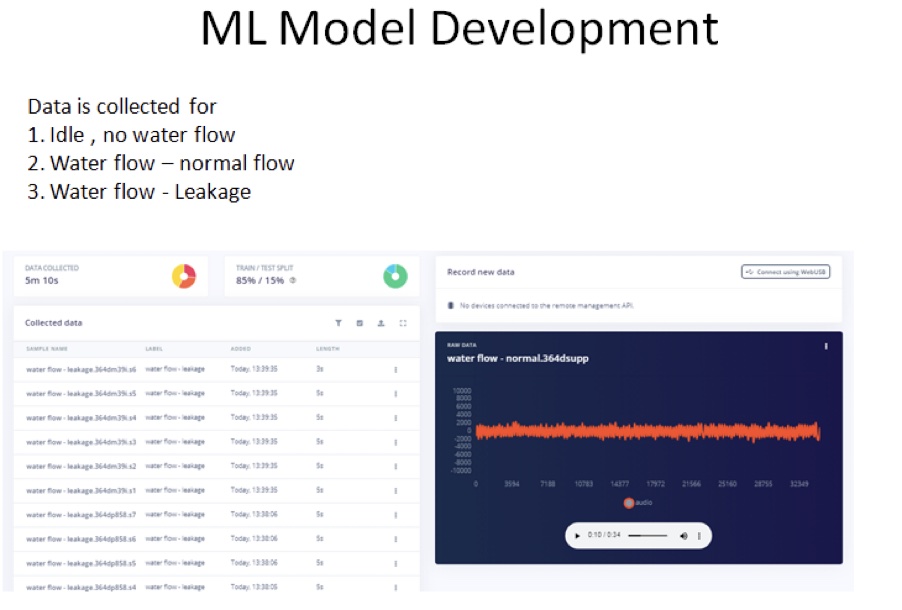 ML Model Development
Data is collected for
1. Idle , no water flow
2. Water flow – normal flow
3. Water flow - Leakage
DATA COLLECTED
5m 10s
TRAIN / TEST SPLIT
85% / 15%
Collected data
SAMPLE NAME LABEL ADDED LENGTH
water flow - leakage.364dm39i.s6 water flow - leakage Today, 13:39:35 3s
water flow - leakage.364dm39i.s5 water flow - leakage Today, 13:39:35 5s
water flow - leakage.364dm39i.s4 water flow - leakage Today, 13:39:35 5s
water flow - leakage.364dm39i.s3 water flow - leakage Today, 13:39:35 5s
water flow - leakage.364dm39i.s2 water flow - leakage Today, 13:39:35 5s
water flow - leakage.364dm39i.s1 water flow - leakage Today, 13:39:35 5s
water flow - leakage.364dp858.s7 water flow - leakage Today, 13:38:06 5s
water flow - leakage.364dp858.s6 water flow - leakage Today, 13:38:06 5s
water flow - leakage.364dp858.s5 water flow - leakage Today, 13:38:06 5s
water flow - leakage.364dp858.s4 water flow - leakage Today, 13:38:05 5s
Record new data
Connect using WebUSB
No devices connected to the remote management API.
RAW DATA
water flow - normal.364dsupp
10000
8000
6000
4000
2000
0
-2000
-4000
-6000
-8000
-10000
0 3594 7188 10783 14377 17972 21566 25160 28755 32349
audio
0:10 / 0:34